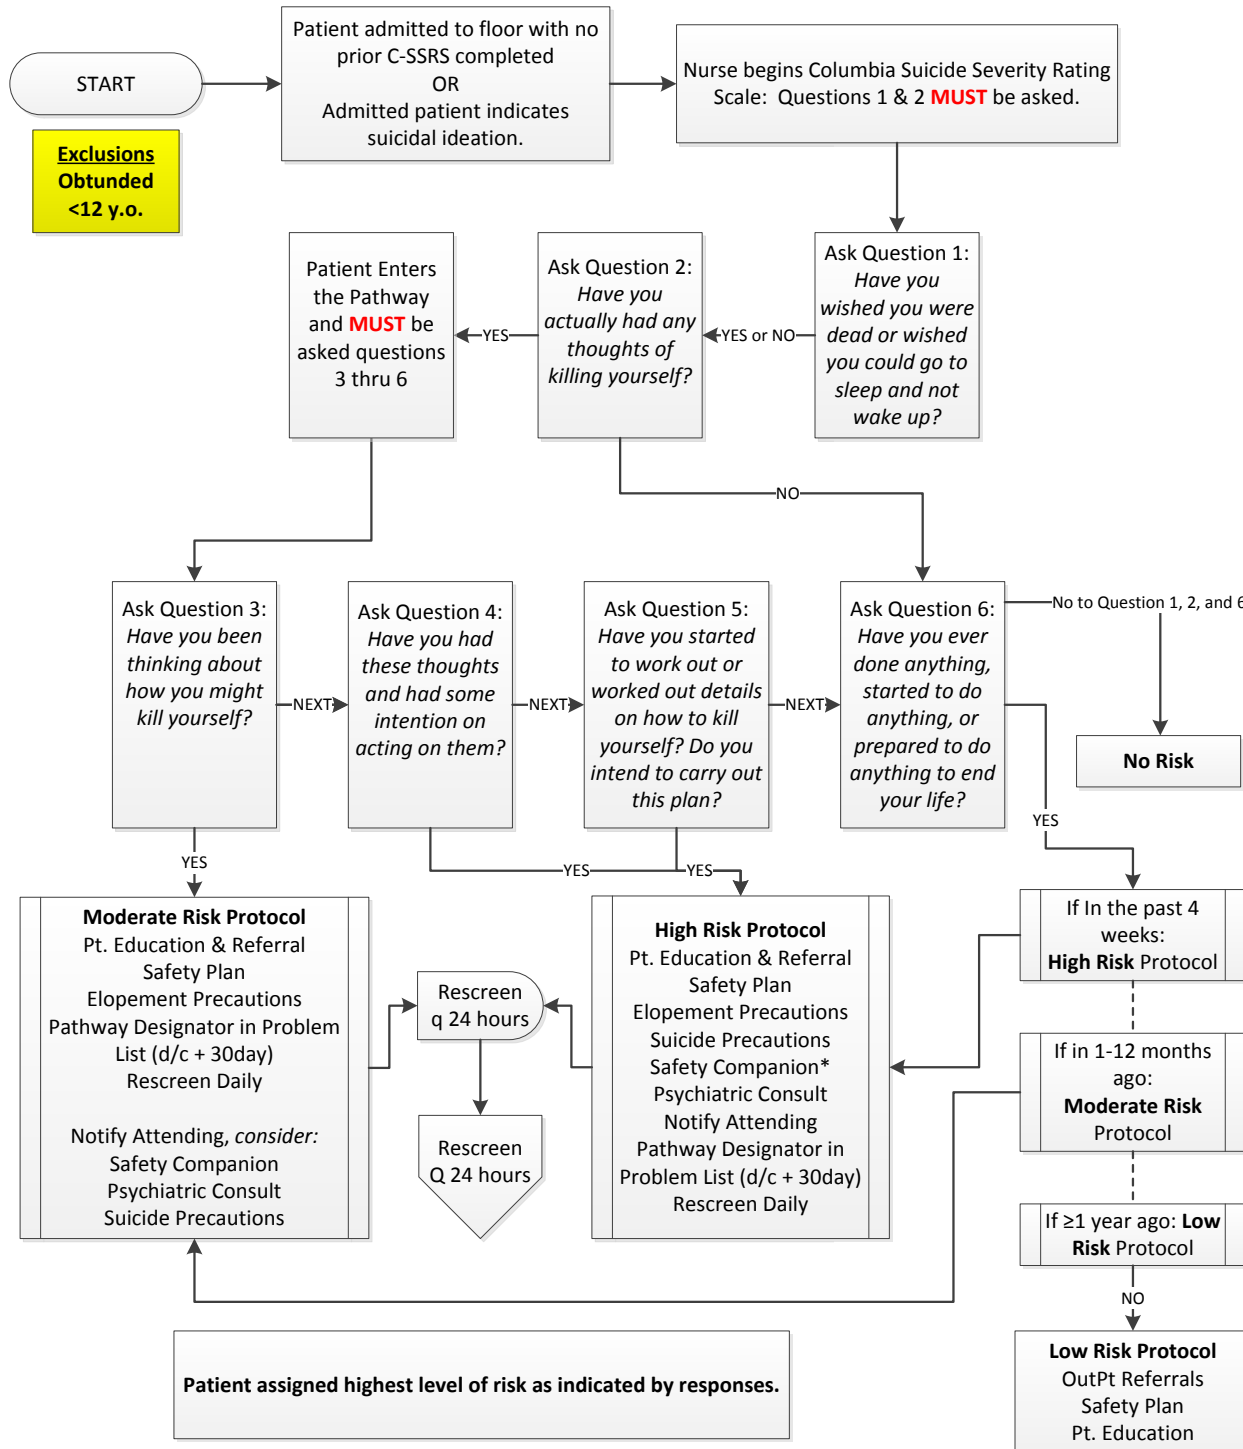 START
Patient admitted to floor with no
prior C-SSRS completed
OR
Admitted patient indicates
suicidal ideation.
Nurse begins Columbia Suicide Severity Rating
Scale: Questions 1 & 2 MUST be asked.
Exclusions
Obtunded
<12 y.o.
Patient Enters
the Pathway
and MUST be
asked questions
3 thru 6
YES
Ask Question 2:
Have you
actually had any
thoughts of
killing yourself?
YES or NO
Ask Question 1:
Have you
wished you were
dead or wished
you could go to
sleep and not
wake up?
NO
Ask Question 3:
Have you been
thinking about
how you might
kill yourself?
NEXT
Ask Question 4:
Have you had
these thoughts
and had some
intention on
acting on them?
NEXT
Ask Question 5:
Have you started
to work out or
worked out details
on how to kill
yourself? Do you
intend to carry out
this plan?
NEXT
Ask Question 6:
Have you ever
done anything,
started to do
anything, or
prepared to do
anything to end
your life?
No to Question 1, 2, and 6
No Risk
YES
YES
YES
YES
Moderate Risk Protocol
Pt. Education & Referral
Safety Plan
Elopement Precautions
Pathway Designator in Problem
List (d/c + 30day)
Rescreen Daily
Notify Attending, consider:
Safety Companion
Psychiatric Consult
Suicide Precautions
Rescreen
q 24 hours
Rescreen
Q 24 hours
High Risk Protocol
Pt. Education & Referral
Safety Plan
Elopement Precautions
Suicide Precautions
Safety Companion*
Psychiatric Consult
Notify Attending
Pathway Designator in
Problem List (d/c + 30day)
Rescreen Daily
If In the past 4
weeks:
High Risk Protocol
If in 1-12 months
ago:
Moderate Risk
Protocol
If ≥1 year ago: Low
Risk Protocol
NO
Low Risk Protocol
OutPt Referrals
Safety Plan
Pt. Education
Patient assigned highest level of risk as indicated by responses.